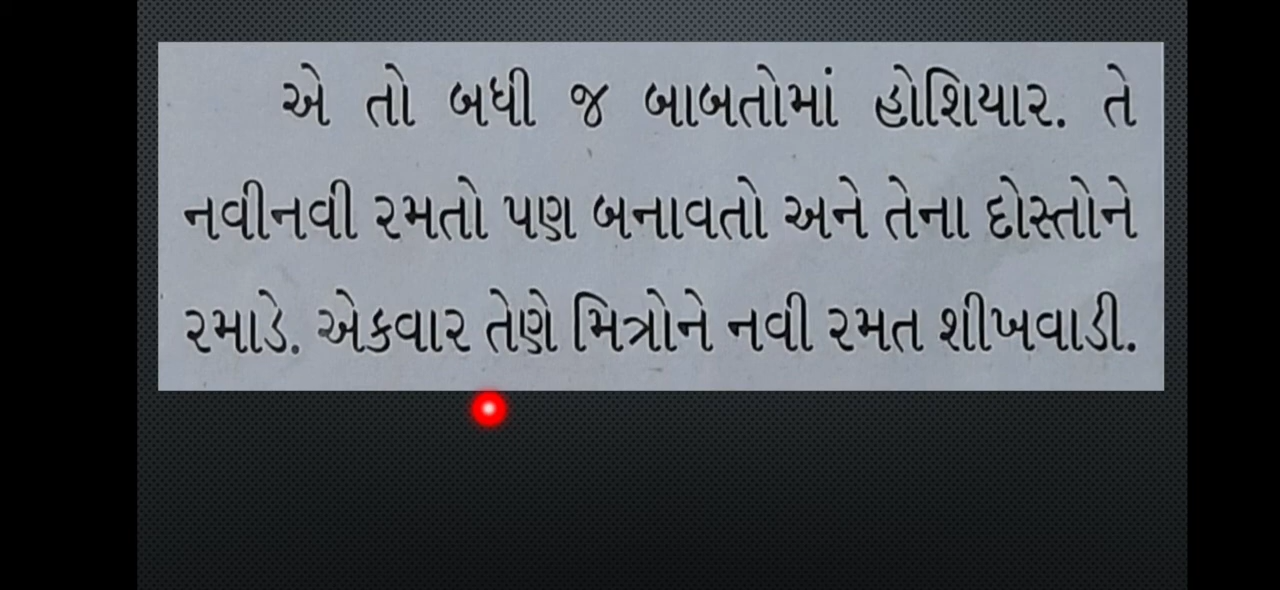 એ તો બધી જ બાબતોમાં હોશિયાર. તે
નવીનવી રમતો પણ બનાવતો અને તેના દોસ્તોને
રમાડે. એકવાર તેણે મિત્રોને નવી રમત શીખવાડી.